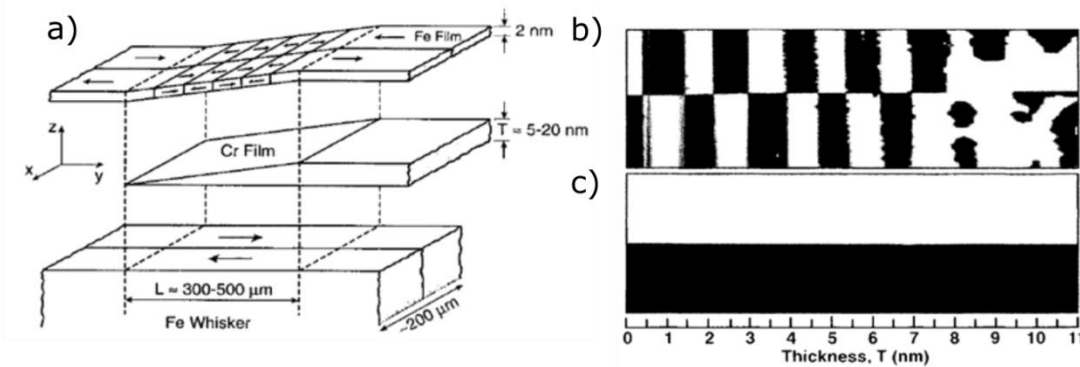 a)
Fe Film
2 nm
Cr Film
T ≈ 5-20 nm
z
x
y
L ≈ 300-500 μm
~200 μm
Fe Whisker
b)
c)
0 1 2 3 4 5 6 7 8 9 10 11
Thickness, T (nm)